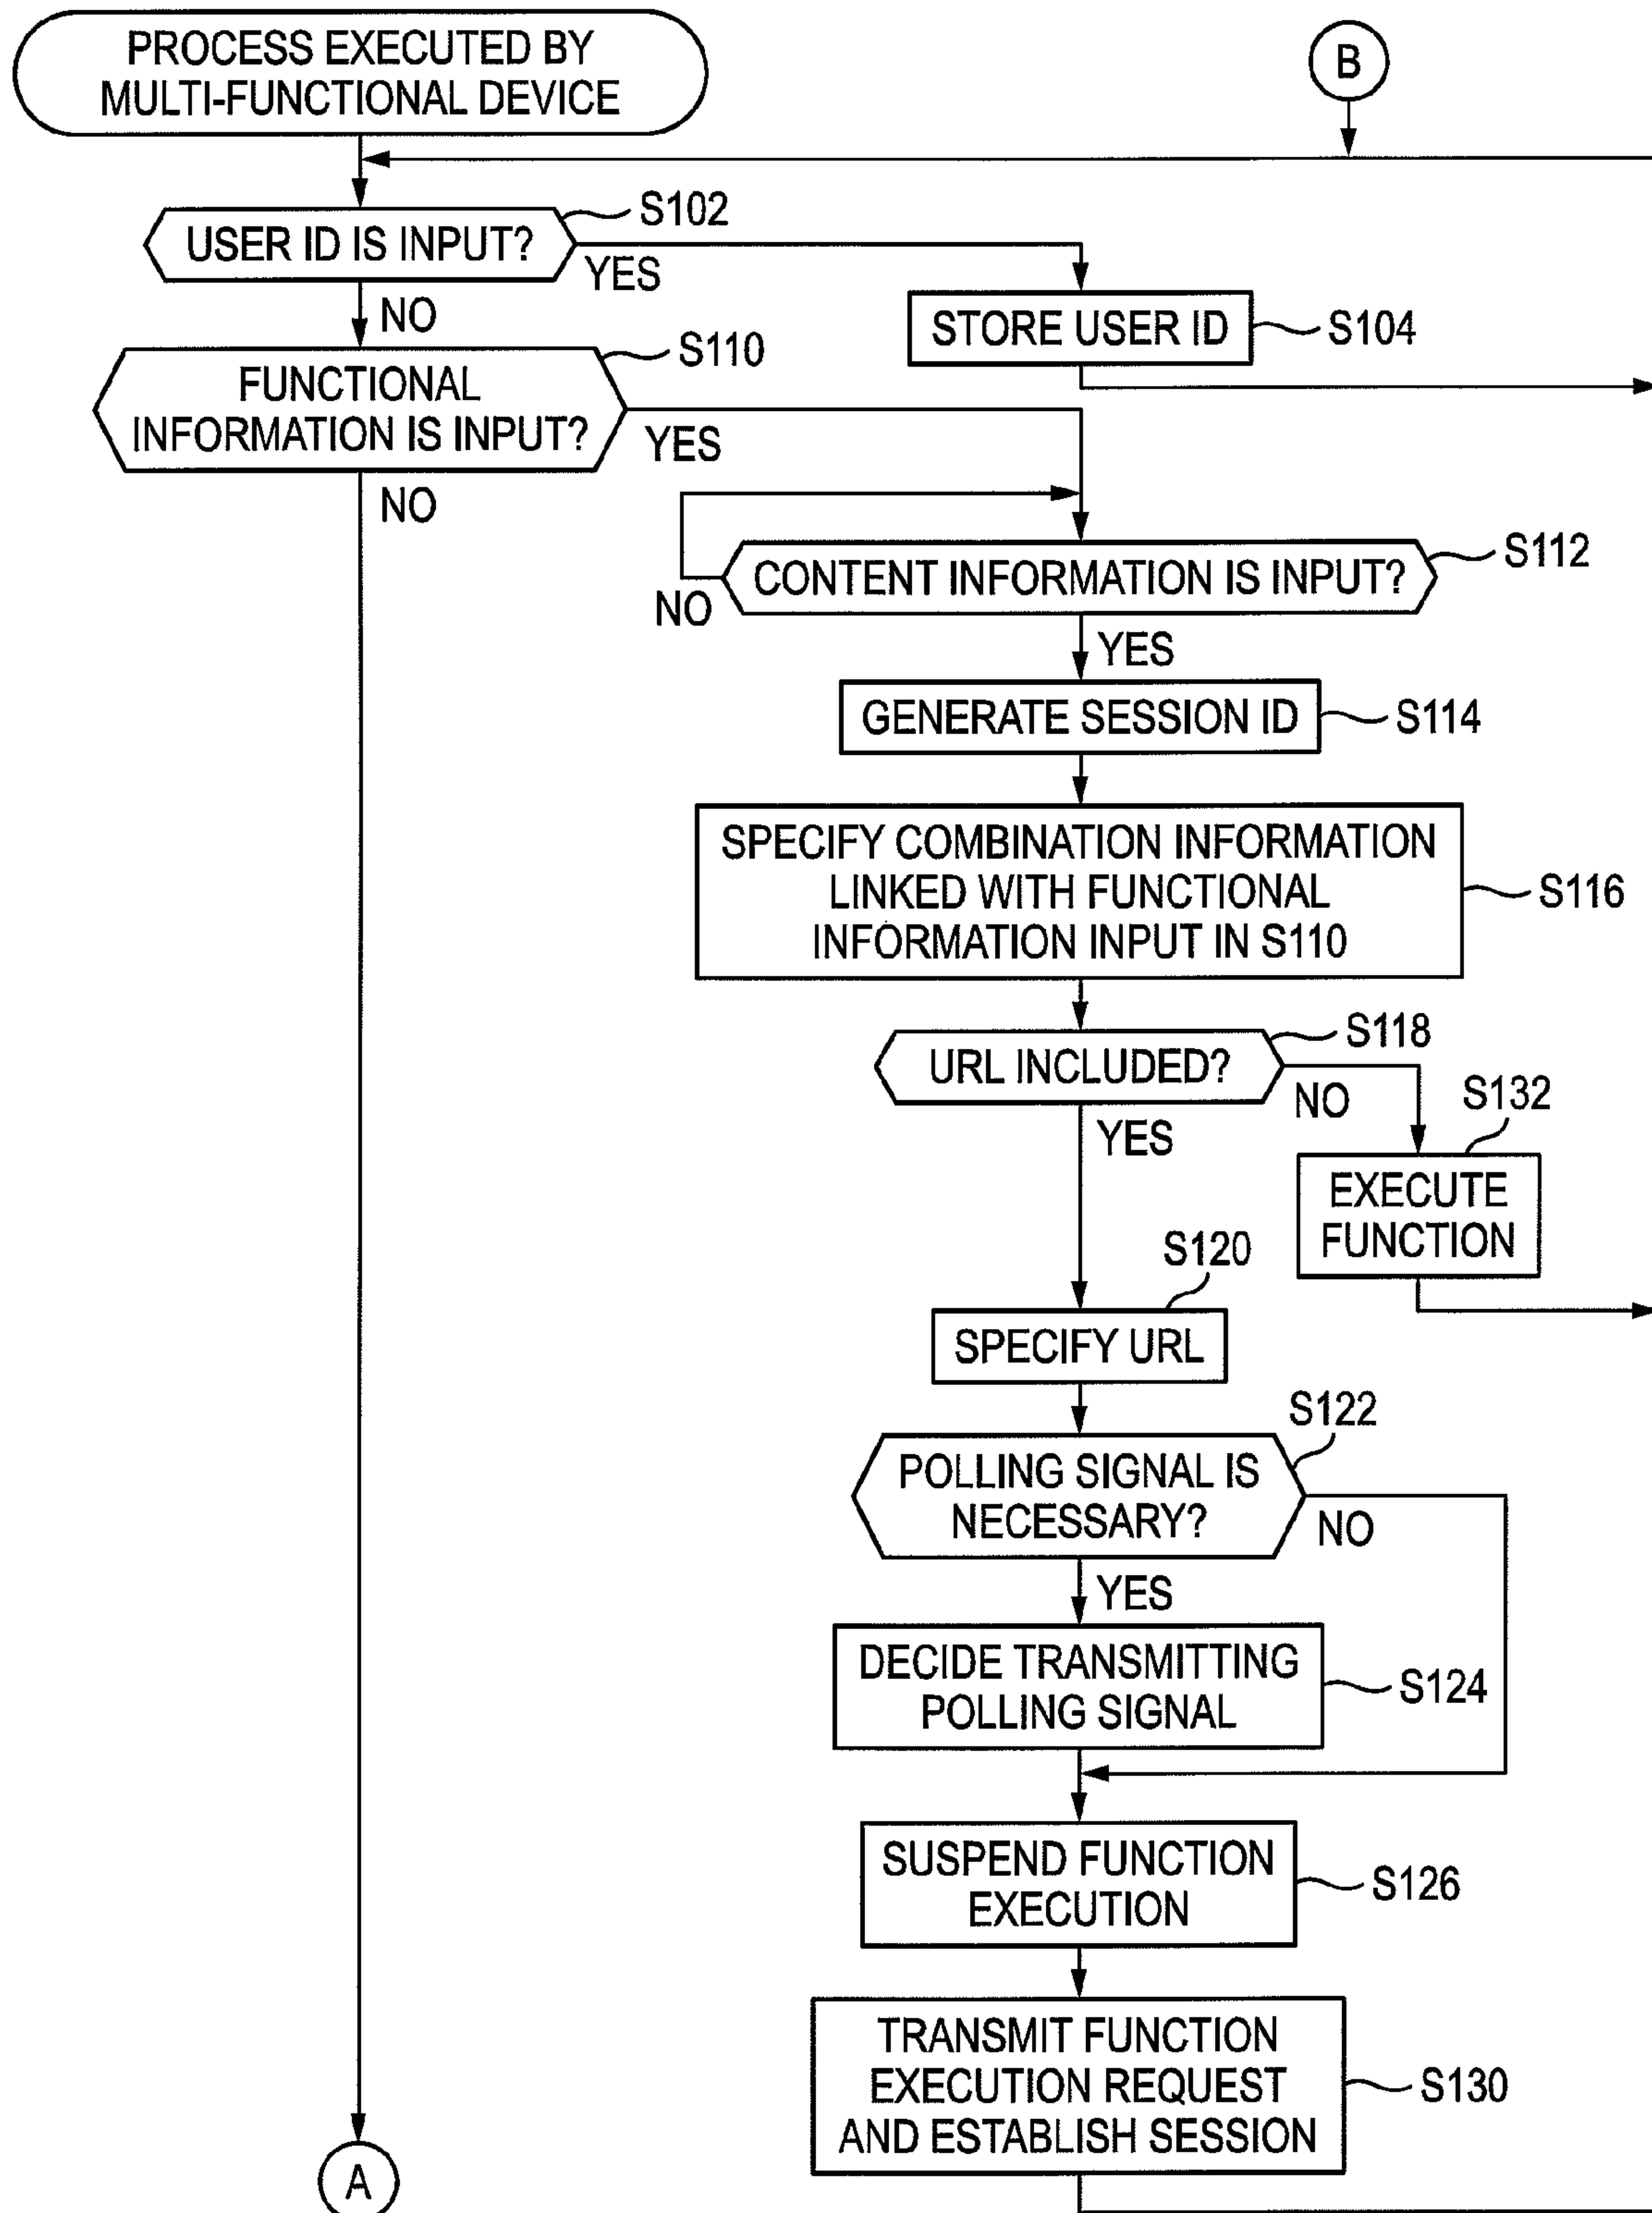 PROCESS EXECUTED BY
MULTI-FUNCTIONAL DEVICE
B
USER ID IS INPUT?
S102
YES
NO
STORE USER ID
S104
FUNCTIONAL
INFORMATION IS INPUT?
S110
YES
NO
CONTENT INFORMATION IS INPUT?
S112
NO
YES
GENERATE SESSION ID
S114
SPECIFY COMBINATION INFORMATION
LINKED WITH FUNCTIONAL
INFORMATION INPUT IN S110
S116
URL INCLUDED?
S118
NO
YES
S132
EXECUTE
FUNCTION
S120
SPECIFY URL
S122
POLLING SIGNAL IS
NECESSARY?
NO
YES
DECIDE TRANSMITTING
POLLING SIGNAL
S124
SUSPEND FUNCTION
EXECUTION
S126
TRANSMIT FUNCTION
EXECUTION REQUEST
AND ESTABLISH SESSION
S130
A